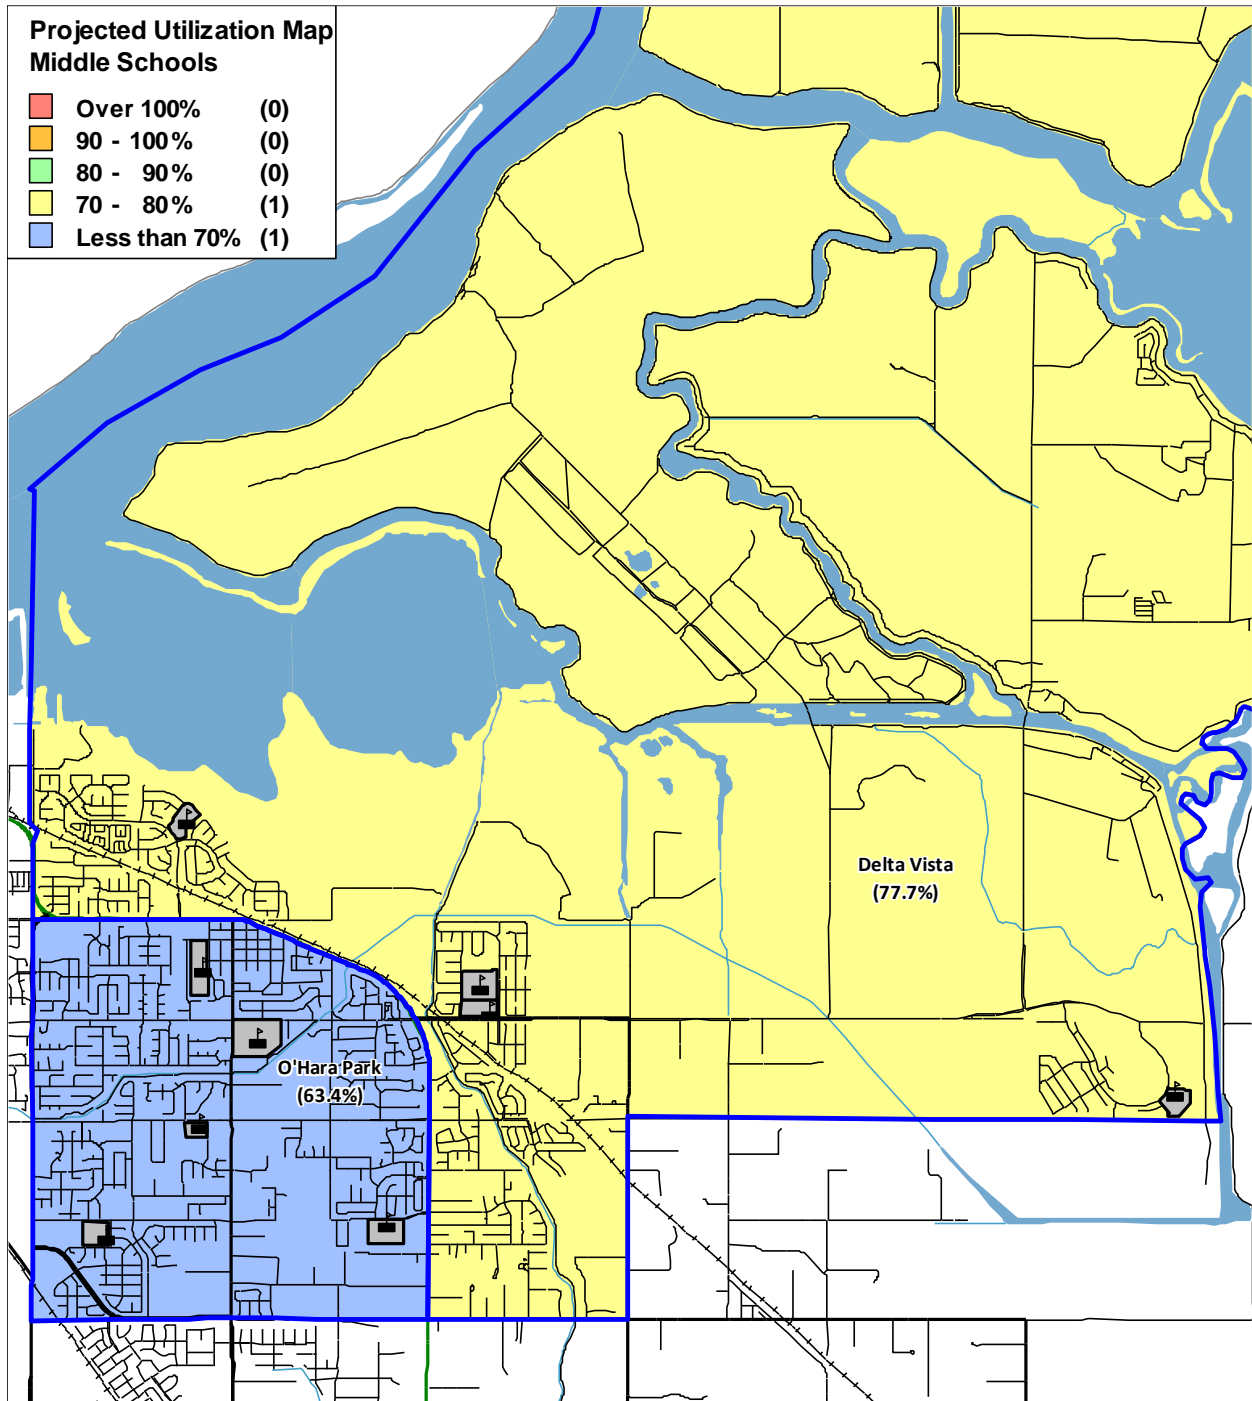 Projected Utilization Map
Middle Schools
Over 100% (0)
90 - 100% (0)
80 - 90% (0)
70 - 80% (1)
Less than 70% (1)
Delta Vista
(77.7%)
O'Hara Park
(63.4%)